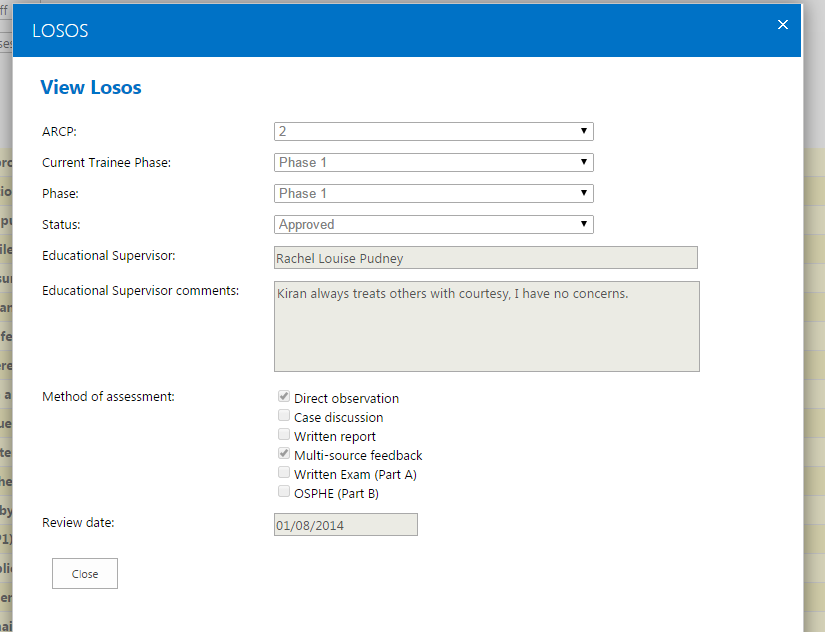 LOSOS
View Losos
ARCP: 2
Current Trainee Phase: Phase 1
Phase: Phase 1
Status: Approved
Educational Supervisor: Rachel Louise Pudney
Educational Supervisor comments: Kiran always treats others with courtesy, I have no concerns.
Method of assessment: Direct observation
Case discussion
Written report
Multi-source feedback
Written Exam (Part A)
OSPHE (Part B)
Review date: 01/08/2014
Close